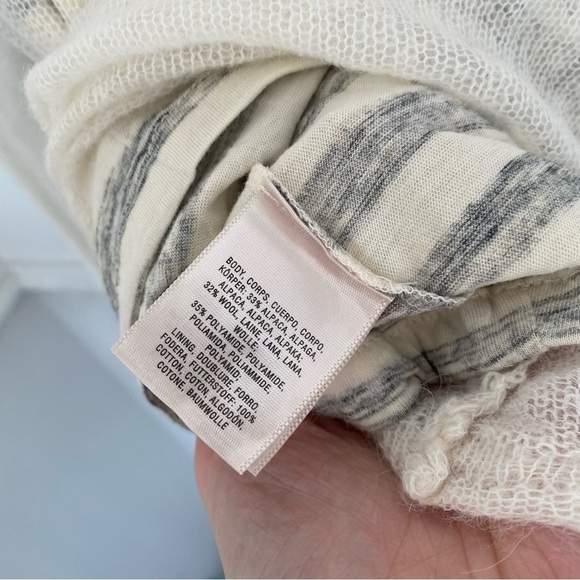 BODY, CORPS, CUERPO, CORPO,
KÖRPER: 33% ALPACA, ALPAGA,
ALPACA, ALPACA, ALPAKA:
32% WOOL, LAINE, LANA, LANA,
WOLLE:
35% POLYAMIDE, POLYAMIDE,
POLIAMIDA, POLIAMMIDE,
POLYAMID.
LINING, DOUBLURE, FORRO,
FODERA, FUTTERSTOFF: 100%
COTTON, COTON, ALGODÓN,
COTONE, BAUMWOLLE